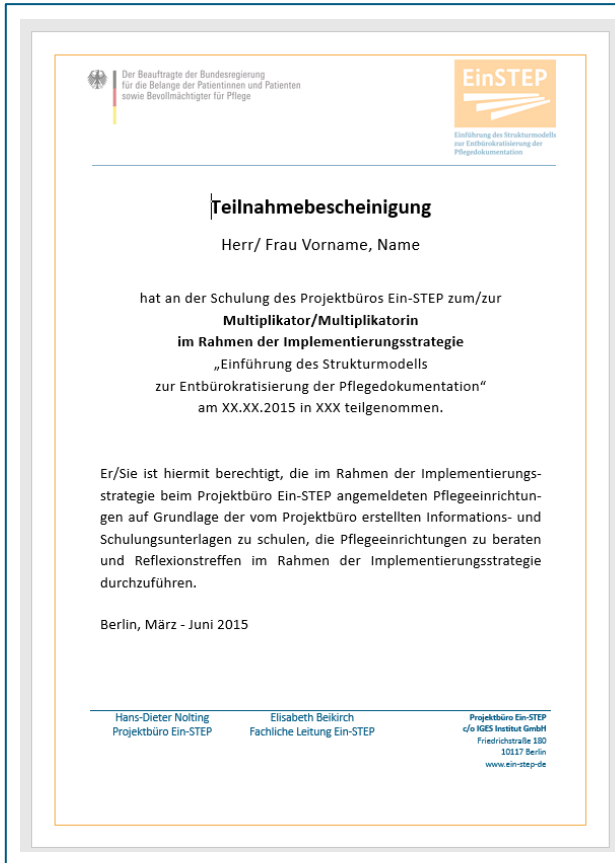 Der Beauftragte der Bundesregierung
für die Belange der Patientinnen und Patienten
sowie Bevollmächtigter für Pflege
EinSTEP
Einführung des Strukturmodells
zur Entbürokratisierung der
Pflegedokumentation
Teilnahmebescheinigung
Herr/ Frau Vorname, Name
hat an der Schulung des Projektbüros Ein-STEP zum/zur
Multiplikator/Multiplikatorin
im Rahmen der Implementierungsstrategie
„Einführung des Strukturmodells
zur Entbürokratisierung der Pflegedokumentation“
am XX.XX.2015 in XXX teilgenommen.
Er/Sie ist hiermit berechtigt, die im Rahmen der Implementierungs-
strategie beim Projektbüro Ein-STEP angemeldeten Pflegeeinrichtun-
gen auf Grundlage der vom Projektbüro erstellten Informations- und
Schulungsunterlagen zu schulen, die Pflegeeinrichtungen zu beraten
und Reflexionstreffen im Rahmen der Implementierungsstrategie
durchzuführen.
Berlin, März - Juni 2015
Hans-Dieter Nolting
Projektbüro Ein-STEP
Elisabeth Beikirch
Fachliche Leitung Ein-STEP
Projektbüro Ein-STEP
c/o IGES Institut GmbH
Friedrichstraße 180
10117 Berlin
www.ein-step-de